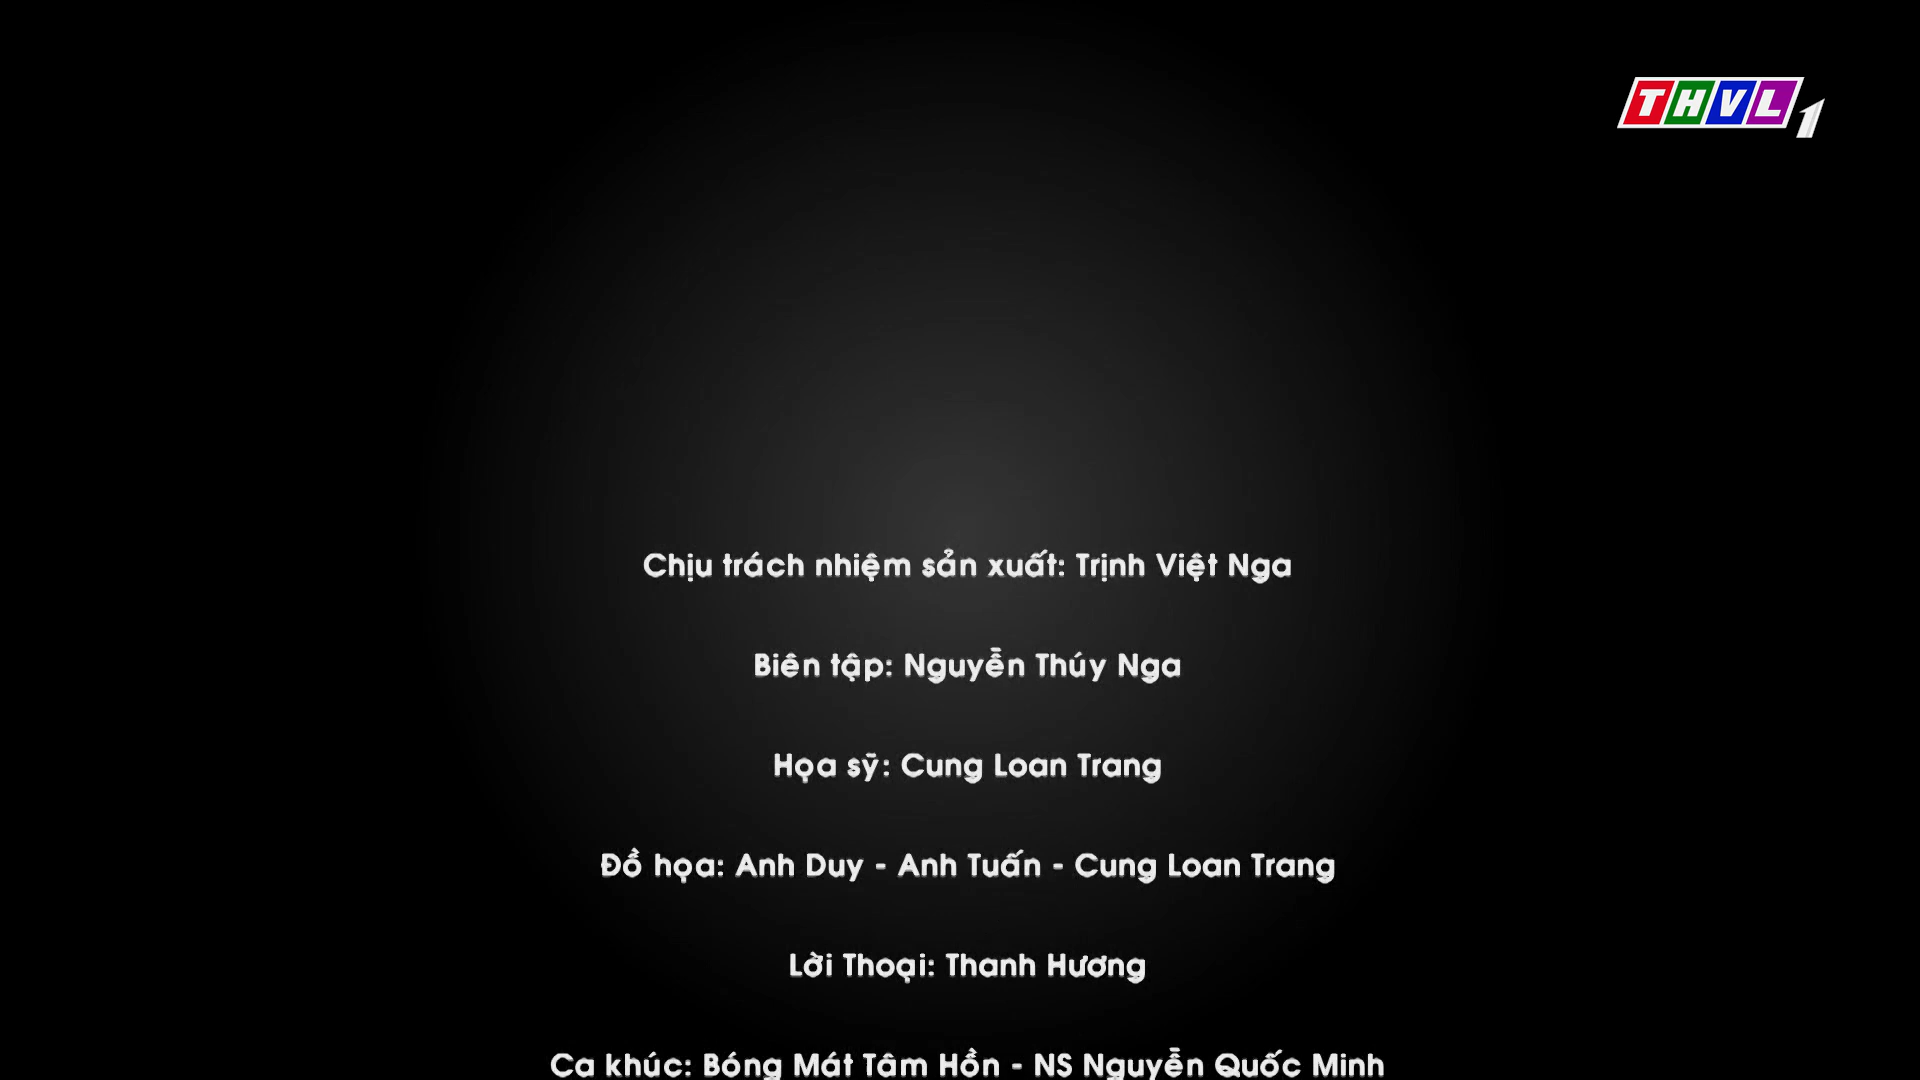 THVL1
Chịu trách nhiệm sản xuất: Trịnh Việt Nga
Biên tập: Nguyễn Thúy Nga
Họa sỹ: Cung Loan Trang
Đồ họa: Anh Duy - Anh Tuấn - Cung Loan Trang
Lời Thoại: Thanh Hương
Ca khúc: Bóng Mát Tâm Hồn - NS Nguyễn Quốc Minh